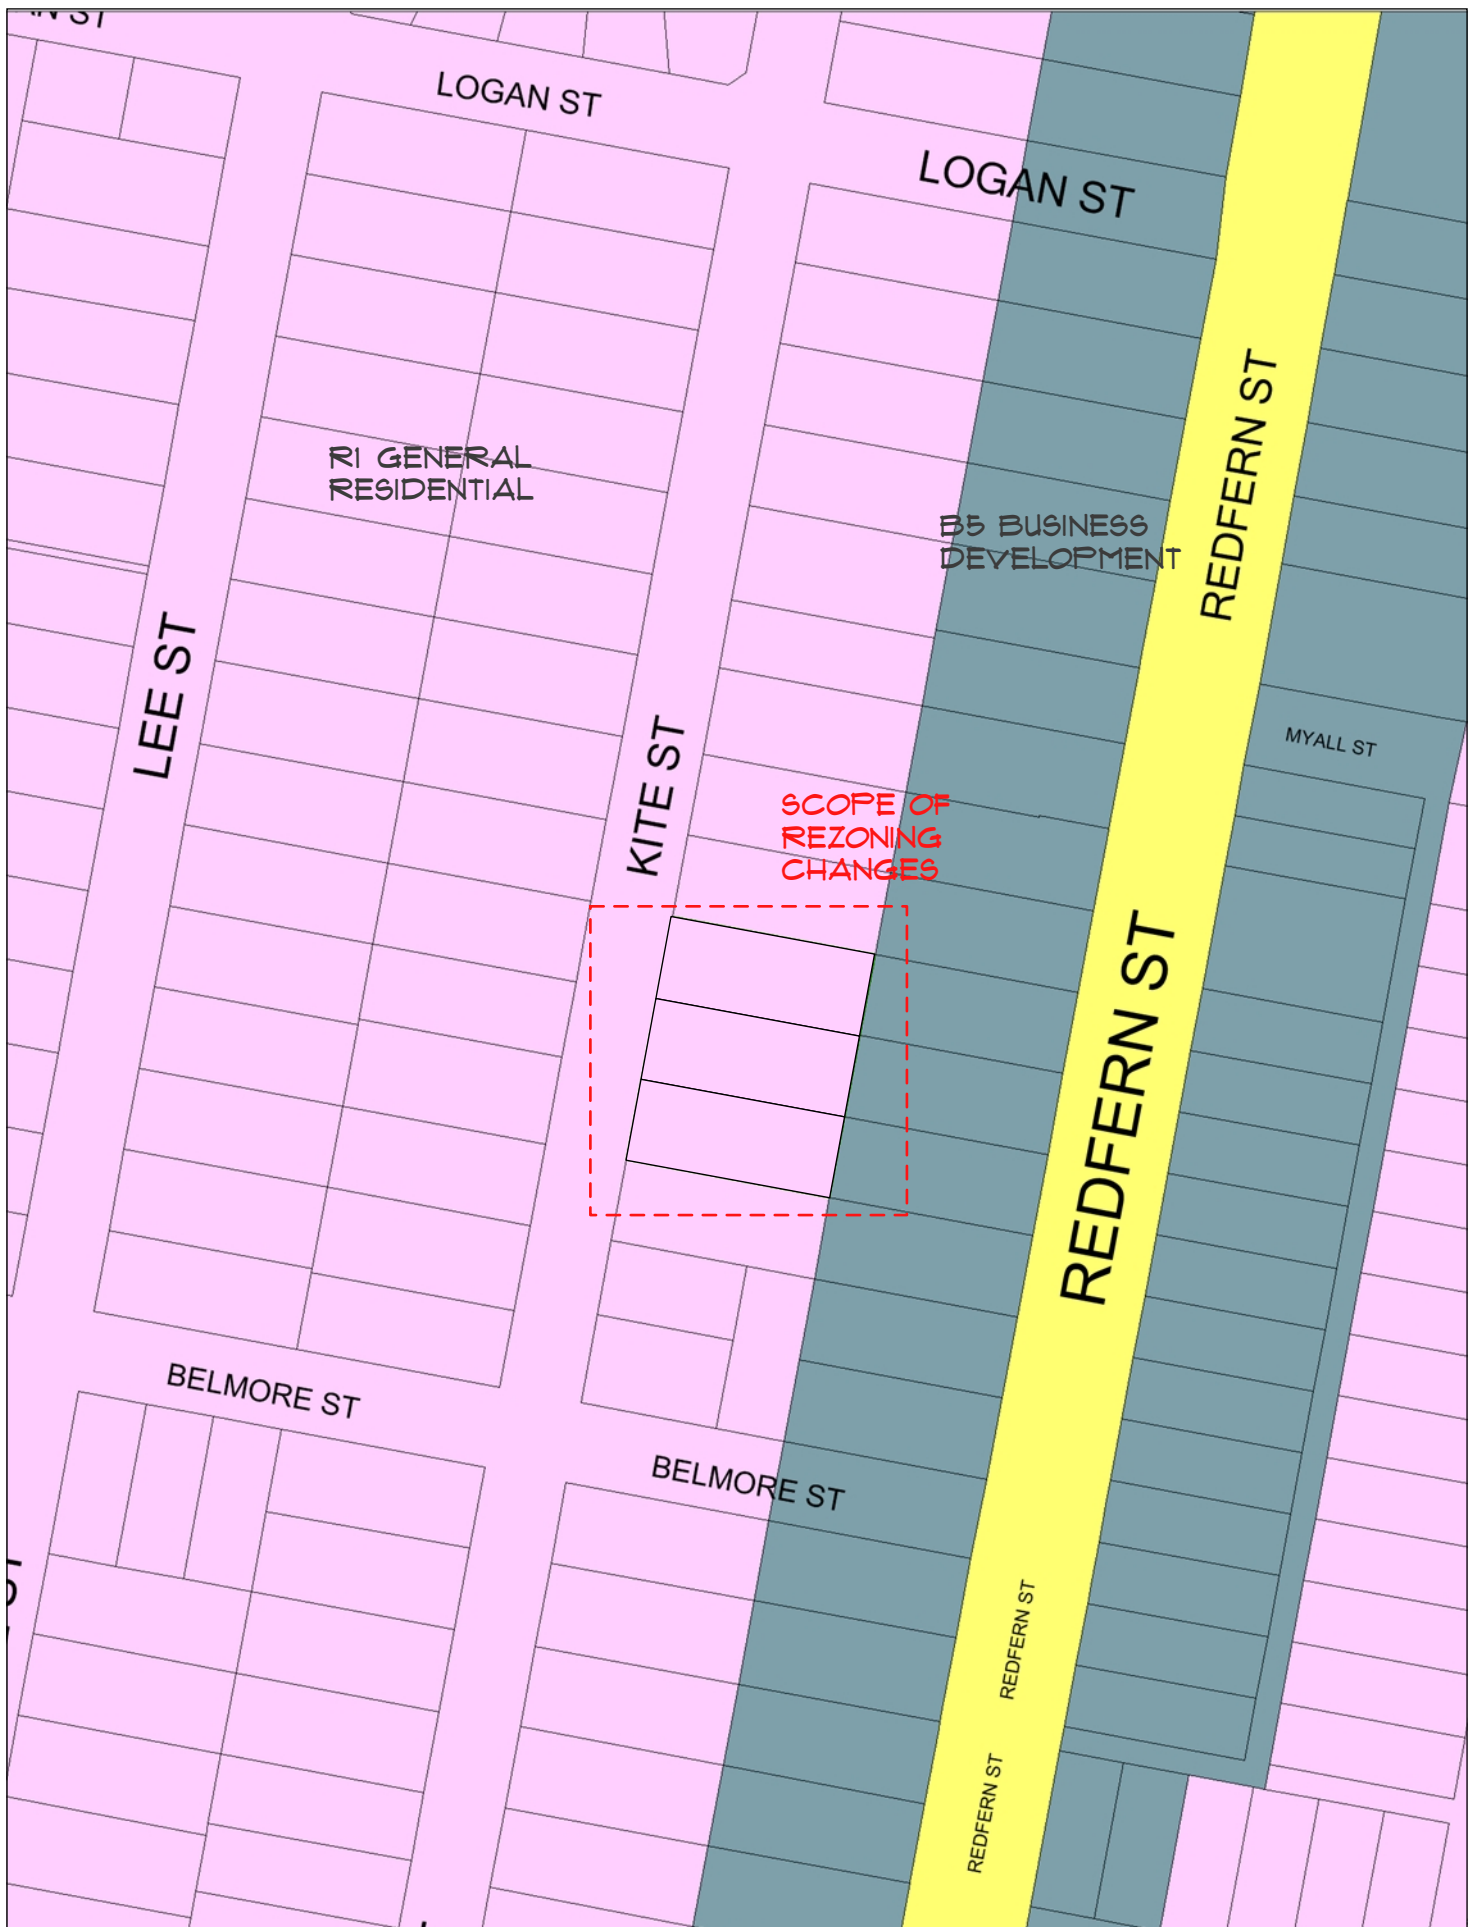 LOGAN ST
LOGAN ST
REDFERN ST
R1 GENERAL
RESIDENTIAL
B5 BUSINESS
DEVELOPMENT
LEE ST
KITE ST
MYALL ST
SCOPE OF
REZONING
CHANGES
REDFERN ST
BELMORE ST
BELMORE ST
REDFERN ST
REDFERN ST